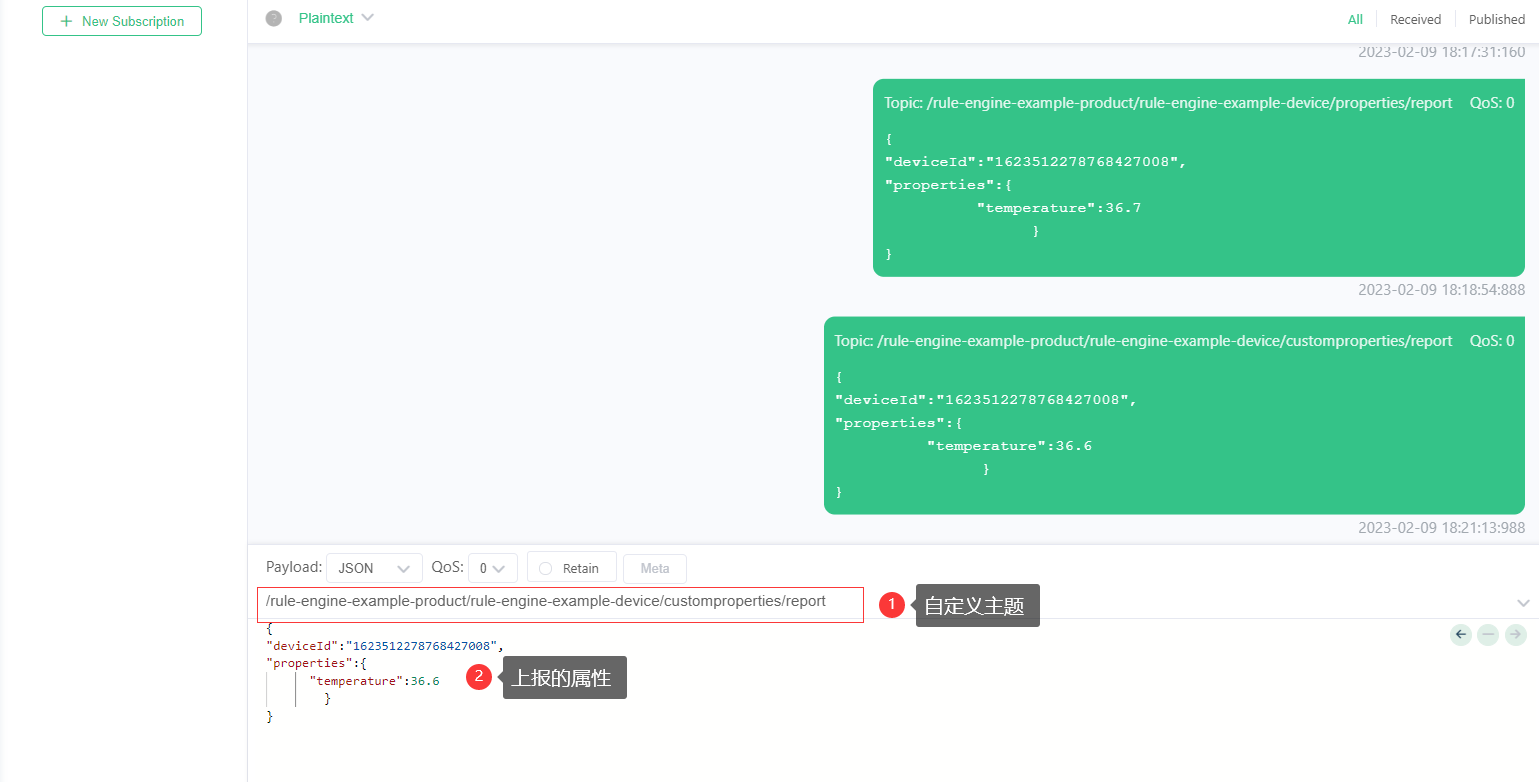 + New Subscription
? Plaintext
All Received Published
2023-02-09 18:17:31:160
Topic: /rule-engine-example-product/rule-engine-example-device/properties/report QoS: 0
{
"deviceId":"1623512278768427008",
"properties":{
"temperature":36.7
}
}
2023-02-09 18:18:54:888
Topic: /rule-engine-example-product/rule-engine-example-device/customproperties/report QoS: 0
{
"deviceId":"1623512278768427008",
"properties":{
"temperature":36.6
}
}
2023-02-09 18:21:13:988
Payload: JSON QoS: 0 Retain Meta
/rule-engine-example-product/rule-engine-example-device/customproperties/report 1 自定义主题
{
"deviceId":"1623512278768427008",
"properties":{
"temperature":36.6 2 上报的属性
}
}